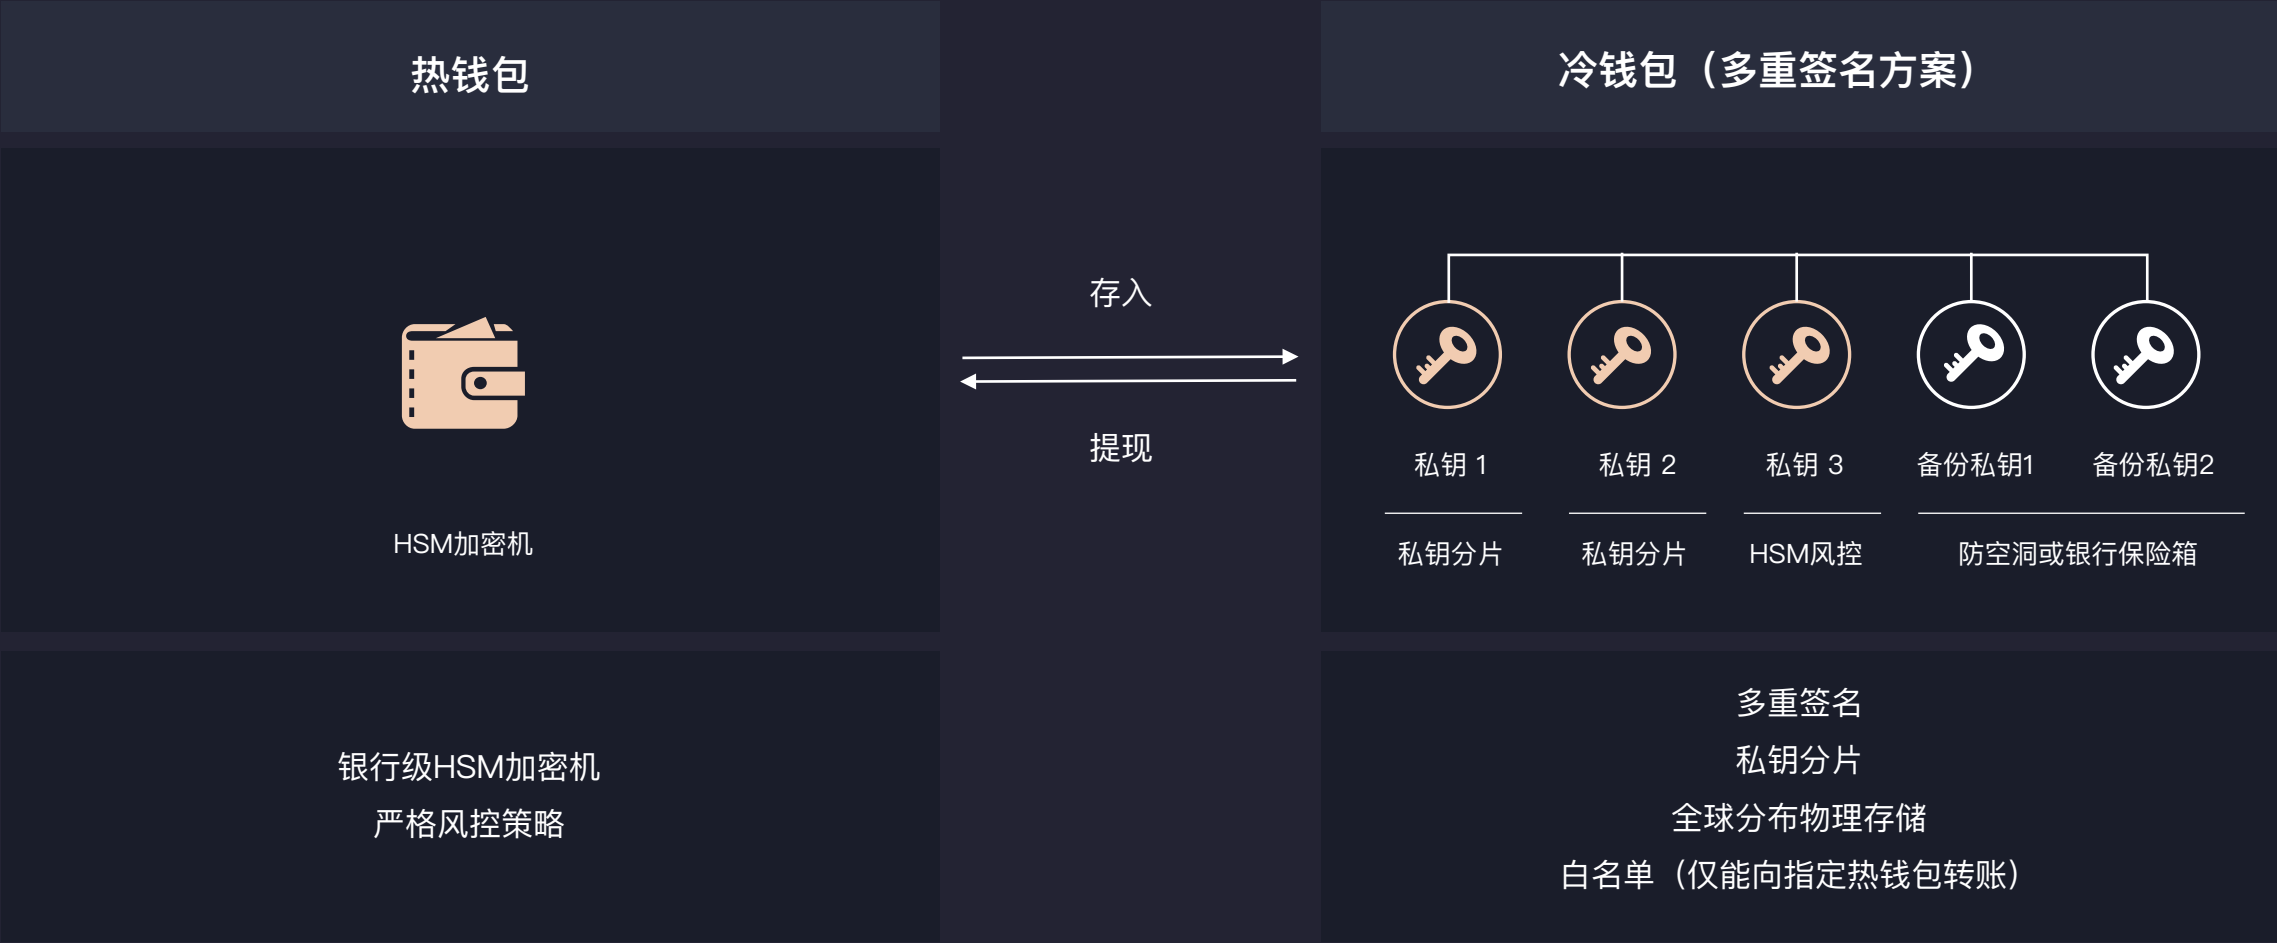 热钱包
HSM加密机
银行级HSM加密机
严格风控策略
存入
提现
冷钱包（多重签名方案）
私钥 1
私钥 2
私钥 3
备份私钥1
备份私钥2
私钥分片
私钥分片
HSM风控
防空洞或银行保险箱
多重签名
私钥分片
全球分布物理存储
白名单（仅能向指定热钱包转账）